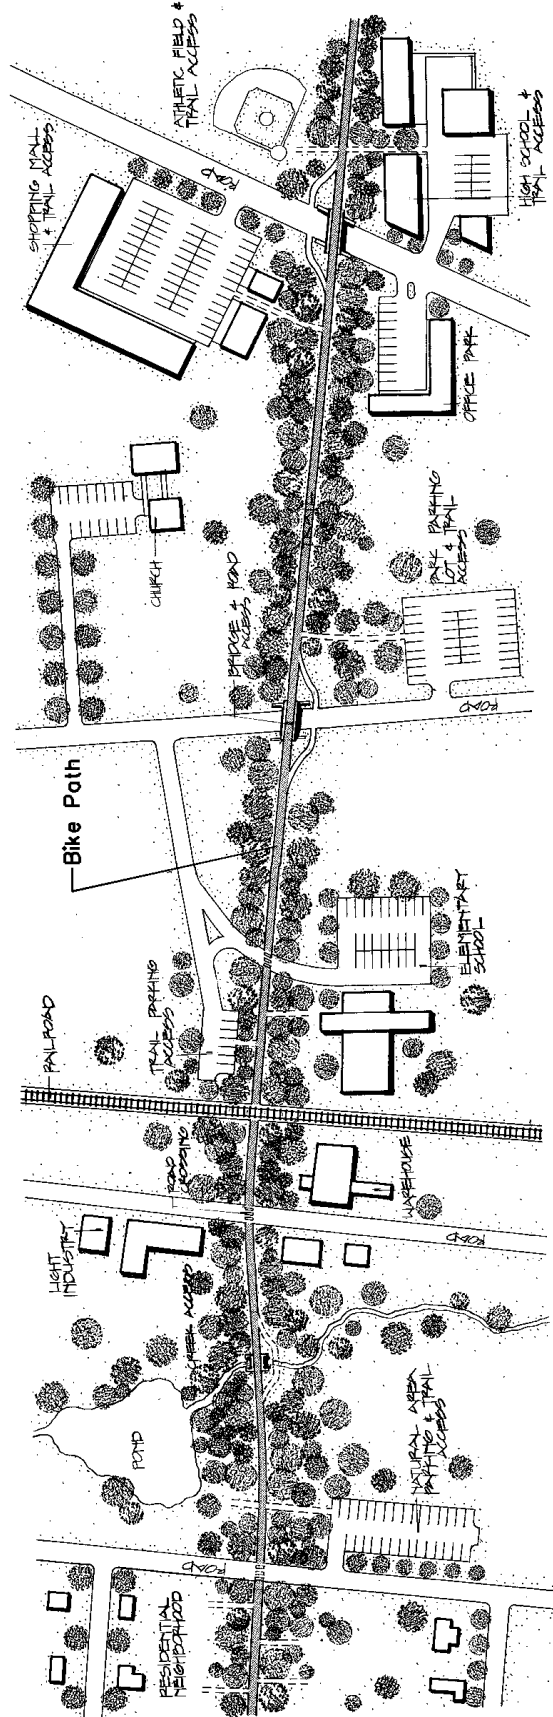 ATHLETIC FIELD &
TRAIL ACCESS
SHOPPING MALL
& TRAIL ACCESS
ROAD
HIGH SCHOOL &
TRAIL ACCESS
OFFICE PARK
CHURCH
BRIDGE & ROAD
ACCESS
PARK PARKING
LOT & TRAIL
ACCESS
ROAD
Bike Path
ELEMENTARY
SCHOOL
TRAIL PARKING
ACCESS
RAILROAD
ROAD
CROSSING
WAREHOUSE
ROAD
LIGHT
INDUSTRY
CREEK ACCESS
POND
NATURAL AREA
PARKING & TRAIL
ACCESS
ROAD
RESIDENTIAL
NEIGHBORHOOD